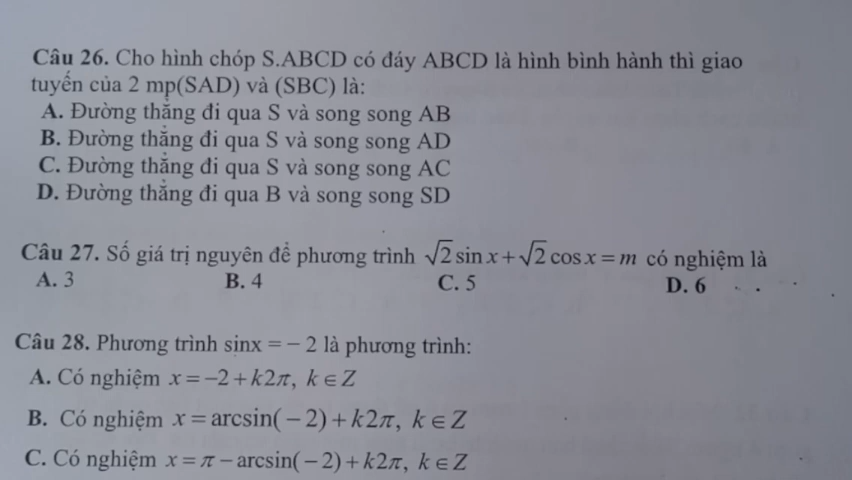 Câu 26. Cho hình chóp S.ABCD có đáy ABCD là hình bình hành thì giao
tuyến của 2 mp(SAD) và (SBC) là:
A. Đường thẳng đi qua S và song song AB
B. Đường thẳng đi qua S và song song AD
C. Đường thẳng đi qua S và song song AC
D. Đường thẳng đi qua B và song song SD
Câu 27. Số giá trị nguyên để phương trình √2 sin x + √2 cos x = m có nghiệm là
A. 3 B. 4 C. 5 D. 6
Câu 28. Phương trình sinx = − 2 là phương trình:
A. Có nghiệm x = −2 + k2π, k ∈ Z
B. Có nghiệm x = arcsin(−2) + k2π, k ∈ Z
C. Có nghiệm x = π − arcsin(−2) + k2π, k ∈ Z